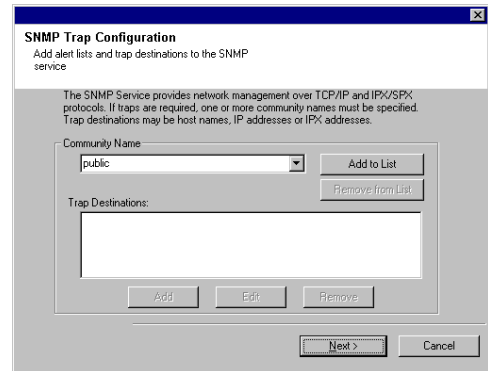 SNMP Trap Configuration
Add alert lists and trap destinations to the SNMP
service
The SNMP Service provides network management over TCP/IP and IPX/SPX
protocols. If traps are required, one or more community names must be specified.
Trap destinations may be host names, IP addresses or IPX addresses.
Community Name
public
Add to List
Remove from List
Trap Destinations:
Add
Edit
Remove
Next >
Cancel